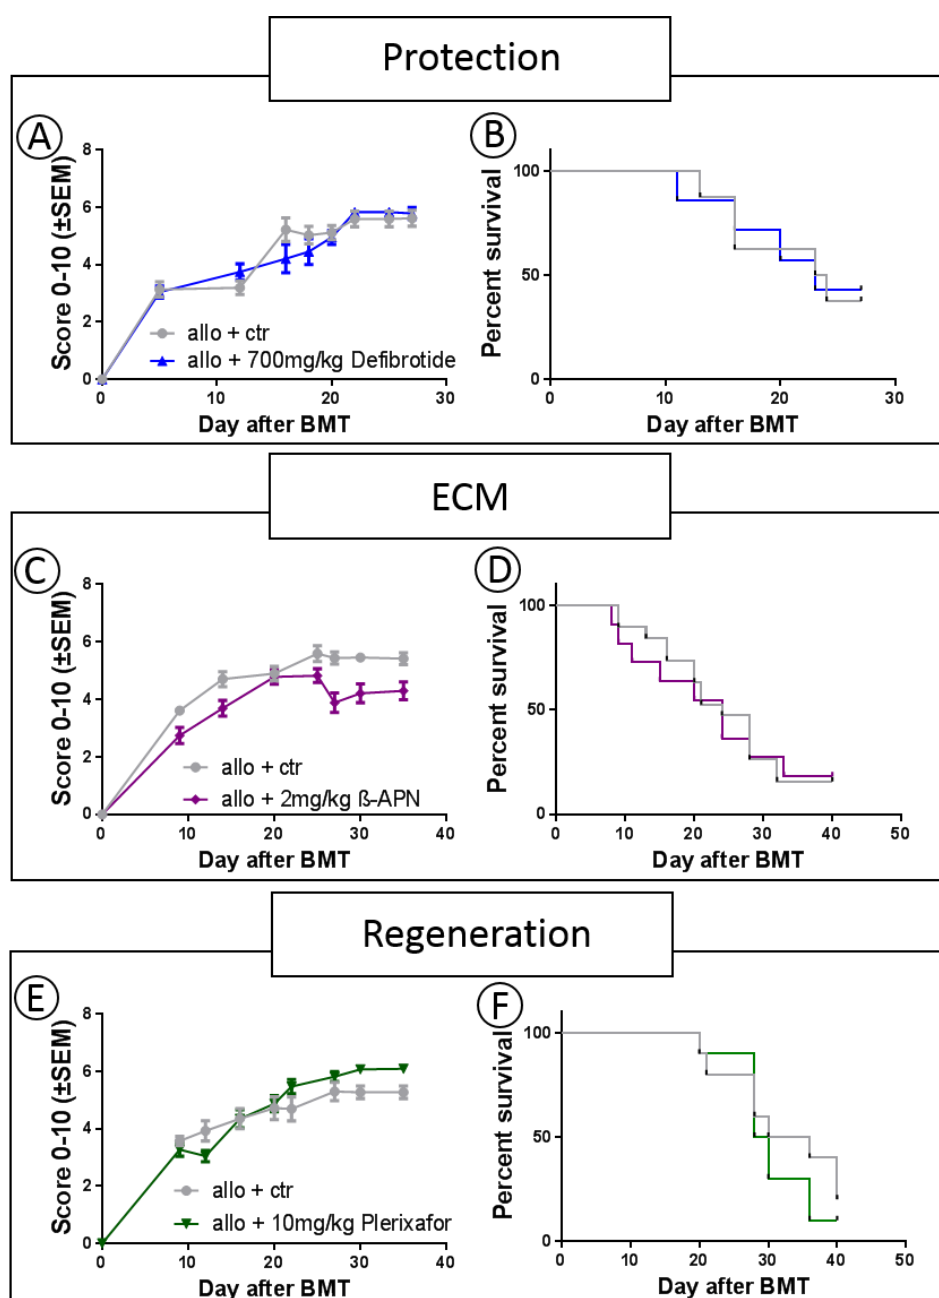 Protection
A
Score 0-10 (±SEM)
8
6
4
2
0
allo + ctr
allo + 700mg/kg Defibrotide
0
10
20
30
Day after BMT
B
Percent survival
100
50
0
0
10
20
30
Day after BMT
ECM
C
Score 0-10 (±SEM)
8
6
4
2
0
allo + ctr
allo + 2mg/kg ß-APN
0
10
20
30
40
Day after BMT
D
Percent survival
100
50
0
0
10
20
30
40
50
Day after BMT
Regeneration
E
Score 0-10 (±SEM)
8
6
4
2
0
allo + ctr
allo + 10mg/kg Plerixafor
0
10
20
30
40
Day after BMT
F
Percent survival
100
50
0
0
10
20
30
40
50
Day after BMT